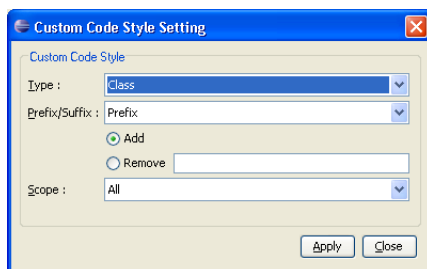 Custom Code Style Setting
Custom Code Style
Type : Class
Prefix/Suffix : Prefix
Add
Remove
Scope : All
Apply Close